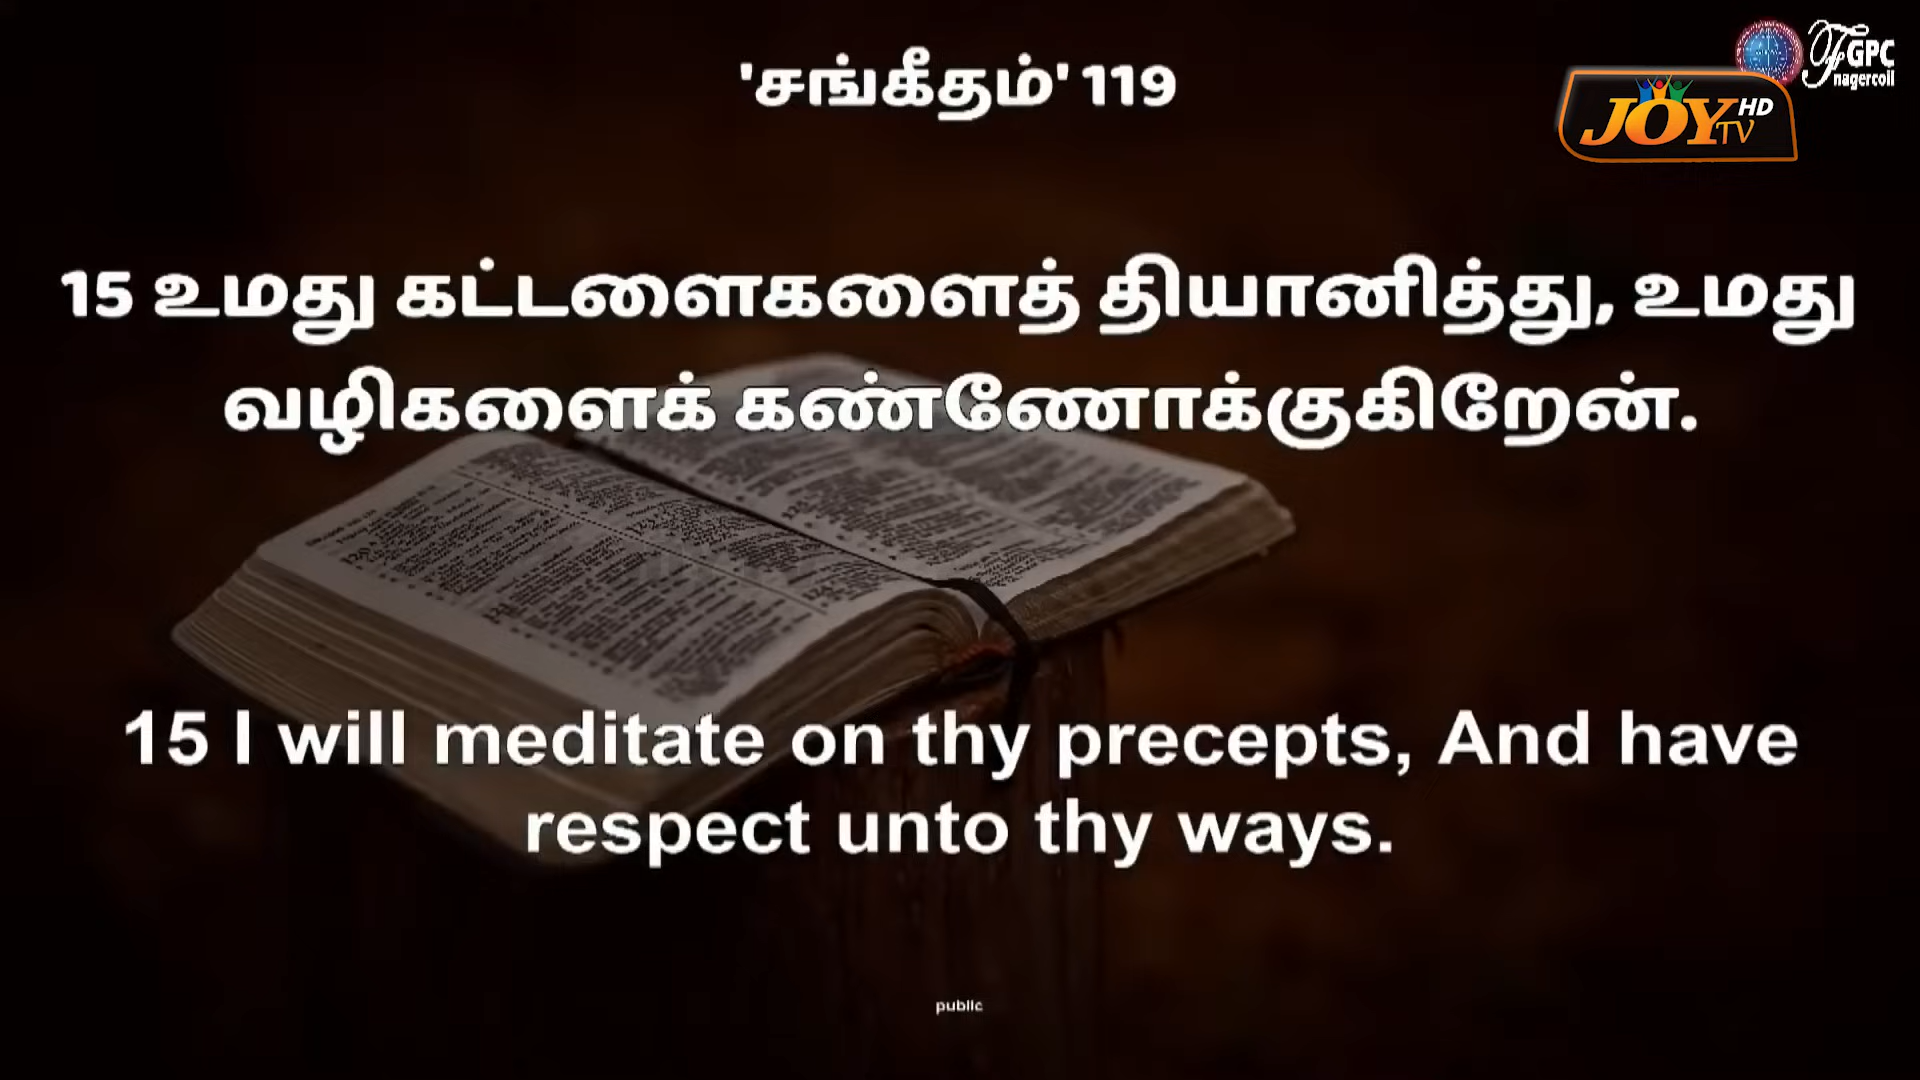 'சங்கீதம்' 119
FGPC
nagercoil
JOY TV HD
15 உமது கட்டளைகளைத் தியானித்து, உமது
வழிகளைக் கண்ணோக்குகிறேன்.
15 I will meditate on thy precepts, And have
respect unto thy ways.
public